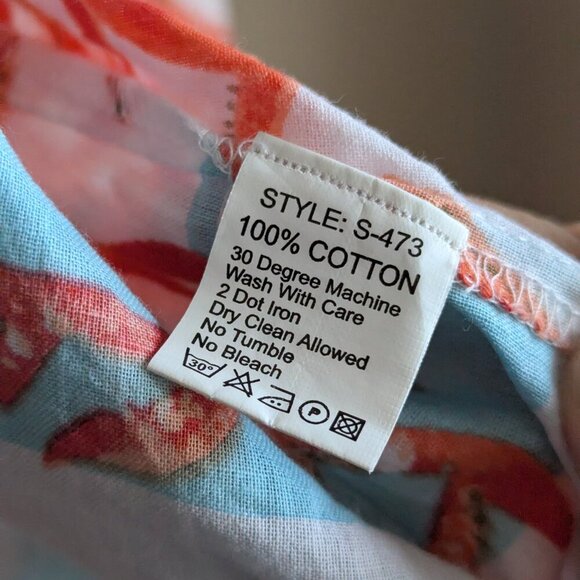 STYLE: S-473
100% COTTON
30 Degree Machine
Wash With Care
2 Dot Iron
Dry Clean Allowed
No Tumble
No Bleach
30° P